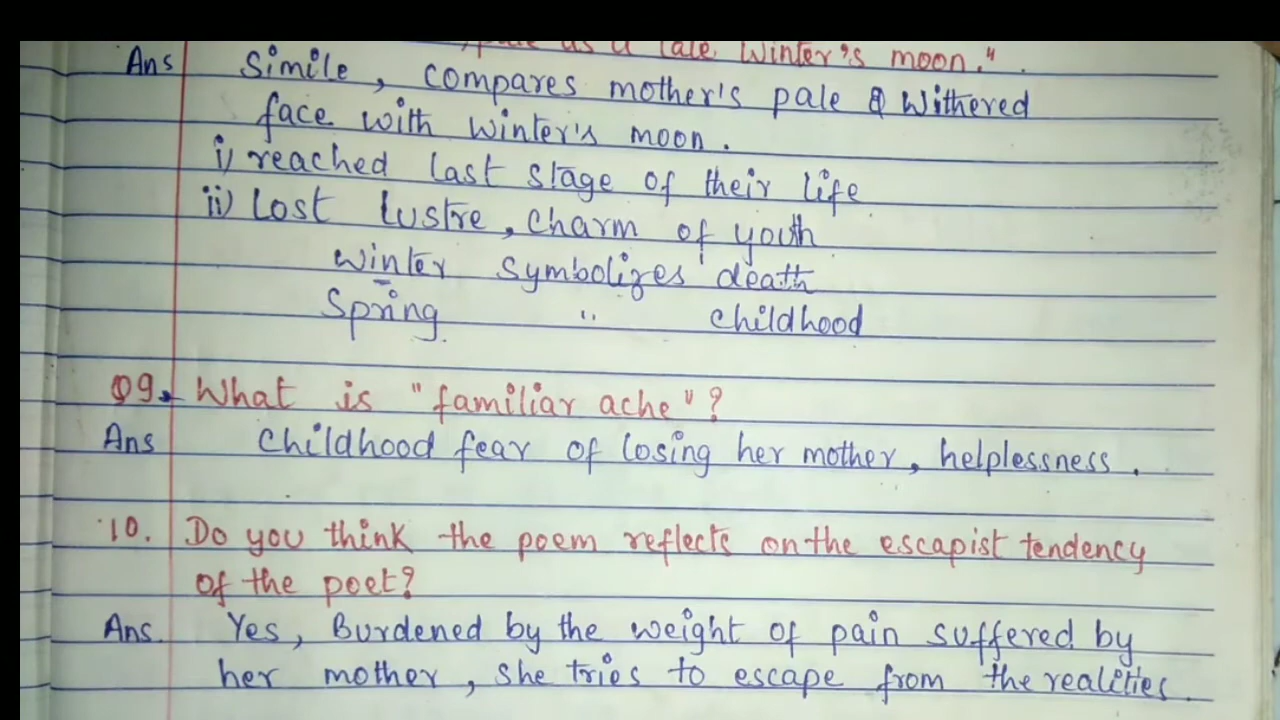 as a late Winter's moon."
Ans Simile, compares mother's pale & withered
face with winter's moon.
i) reached last stage of their life
ii) Lost lustre, charm of youth
winter symbolizes death
Spring " childhood
Q9. What is "familiar ache"?
Ans Childhood fear of losing her mother, helplessness.
10. Do you think the poem reflects on the escapist tendency
of the poet?
Ans. Yes, Burdened by the weight of pain suffered by
her mother, she tries to escape from the realities.